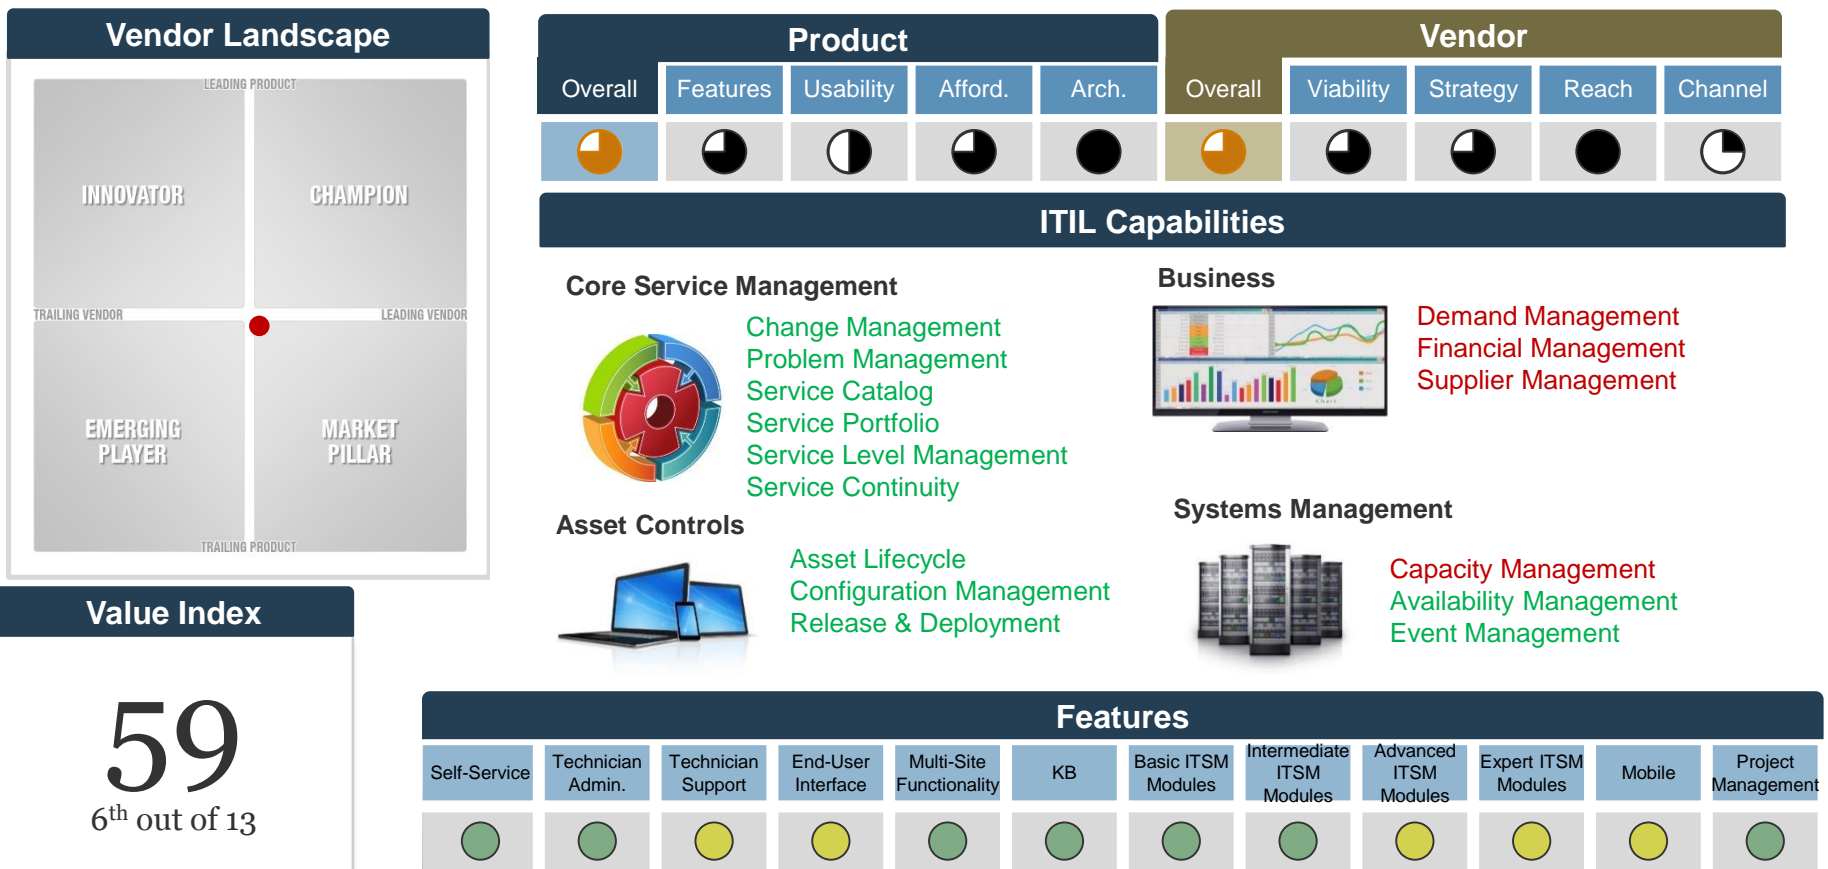 Vendor Landscape
LEADING PRODUCT
INNOVATOR
CHAMPION
TRAILING VENDOR
LEADING VENDOR
EMERGING
PLAYER
MARKET
PILLAR
TRAILING PRODUCT
Value Index
59
6th out of 13
Product
Vendor
Overall
Features
Usability
Afford.
Arch.
Overall
Viability
Strategy
Reach
Channel
ITIL Capabilities
Core Service Management
Change Management
Problem Management
Service Catalog
Service Portfolio
Service Level Management
Service Continuity
Business
Chart
Demand Management
Financial Management
Supplier Management
Asset Controls
Asset Lifecycle
Configuration Management
Release & Deployment
Systems Management
Capacity Management
Availability Management
Event Management
Features
Self-Service
Technician
Admin.
Technician
Support
End-User
Interface
Multi-Site
Functionality
KB
Basic ITSM
Modules
Intermediate
ITSM
Modules
Advanced
ITSM
Modules
Expert ITSM
Modules
Mobile
Project
Management